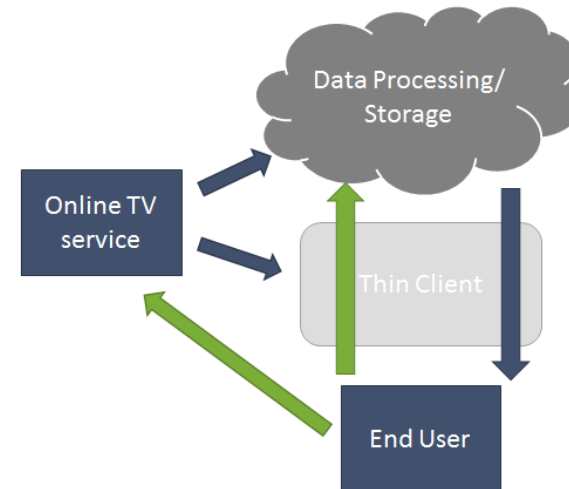 Data Processing/
Storage
Online TV
service
Thin Client
End User